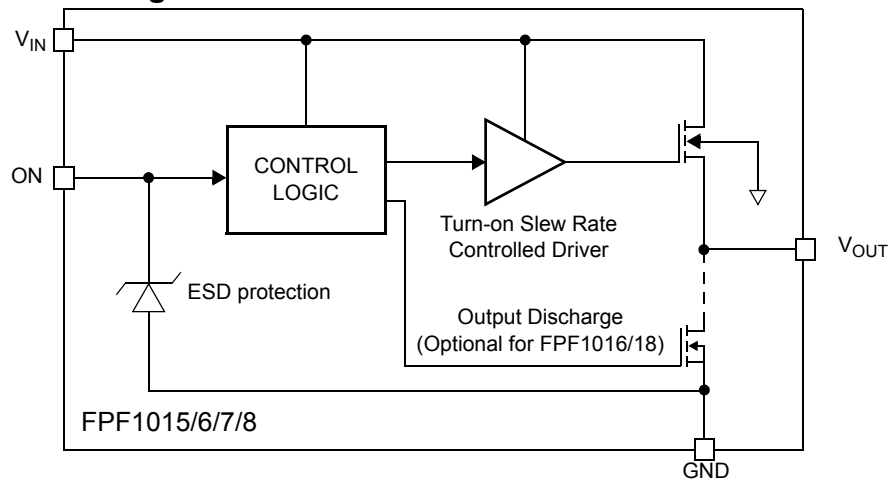 V_IN
ON
CONTROL
LOGIC
Turn-on Slew Rate
Controlled Driver
V_OUT
ESD protection
Output Discharge
(Optional for FPF1016/18)
FPF1015/6/7/8
GND